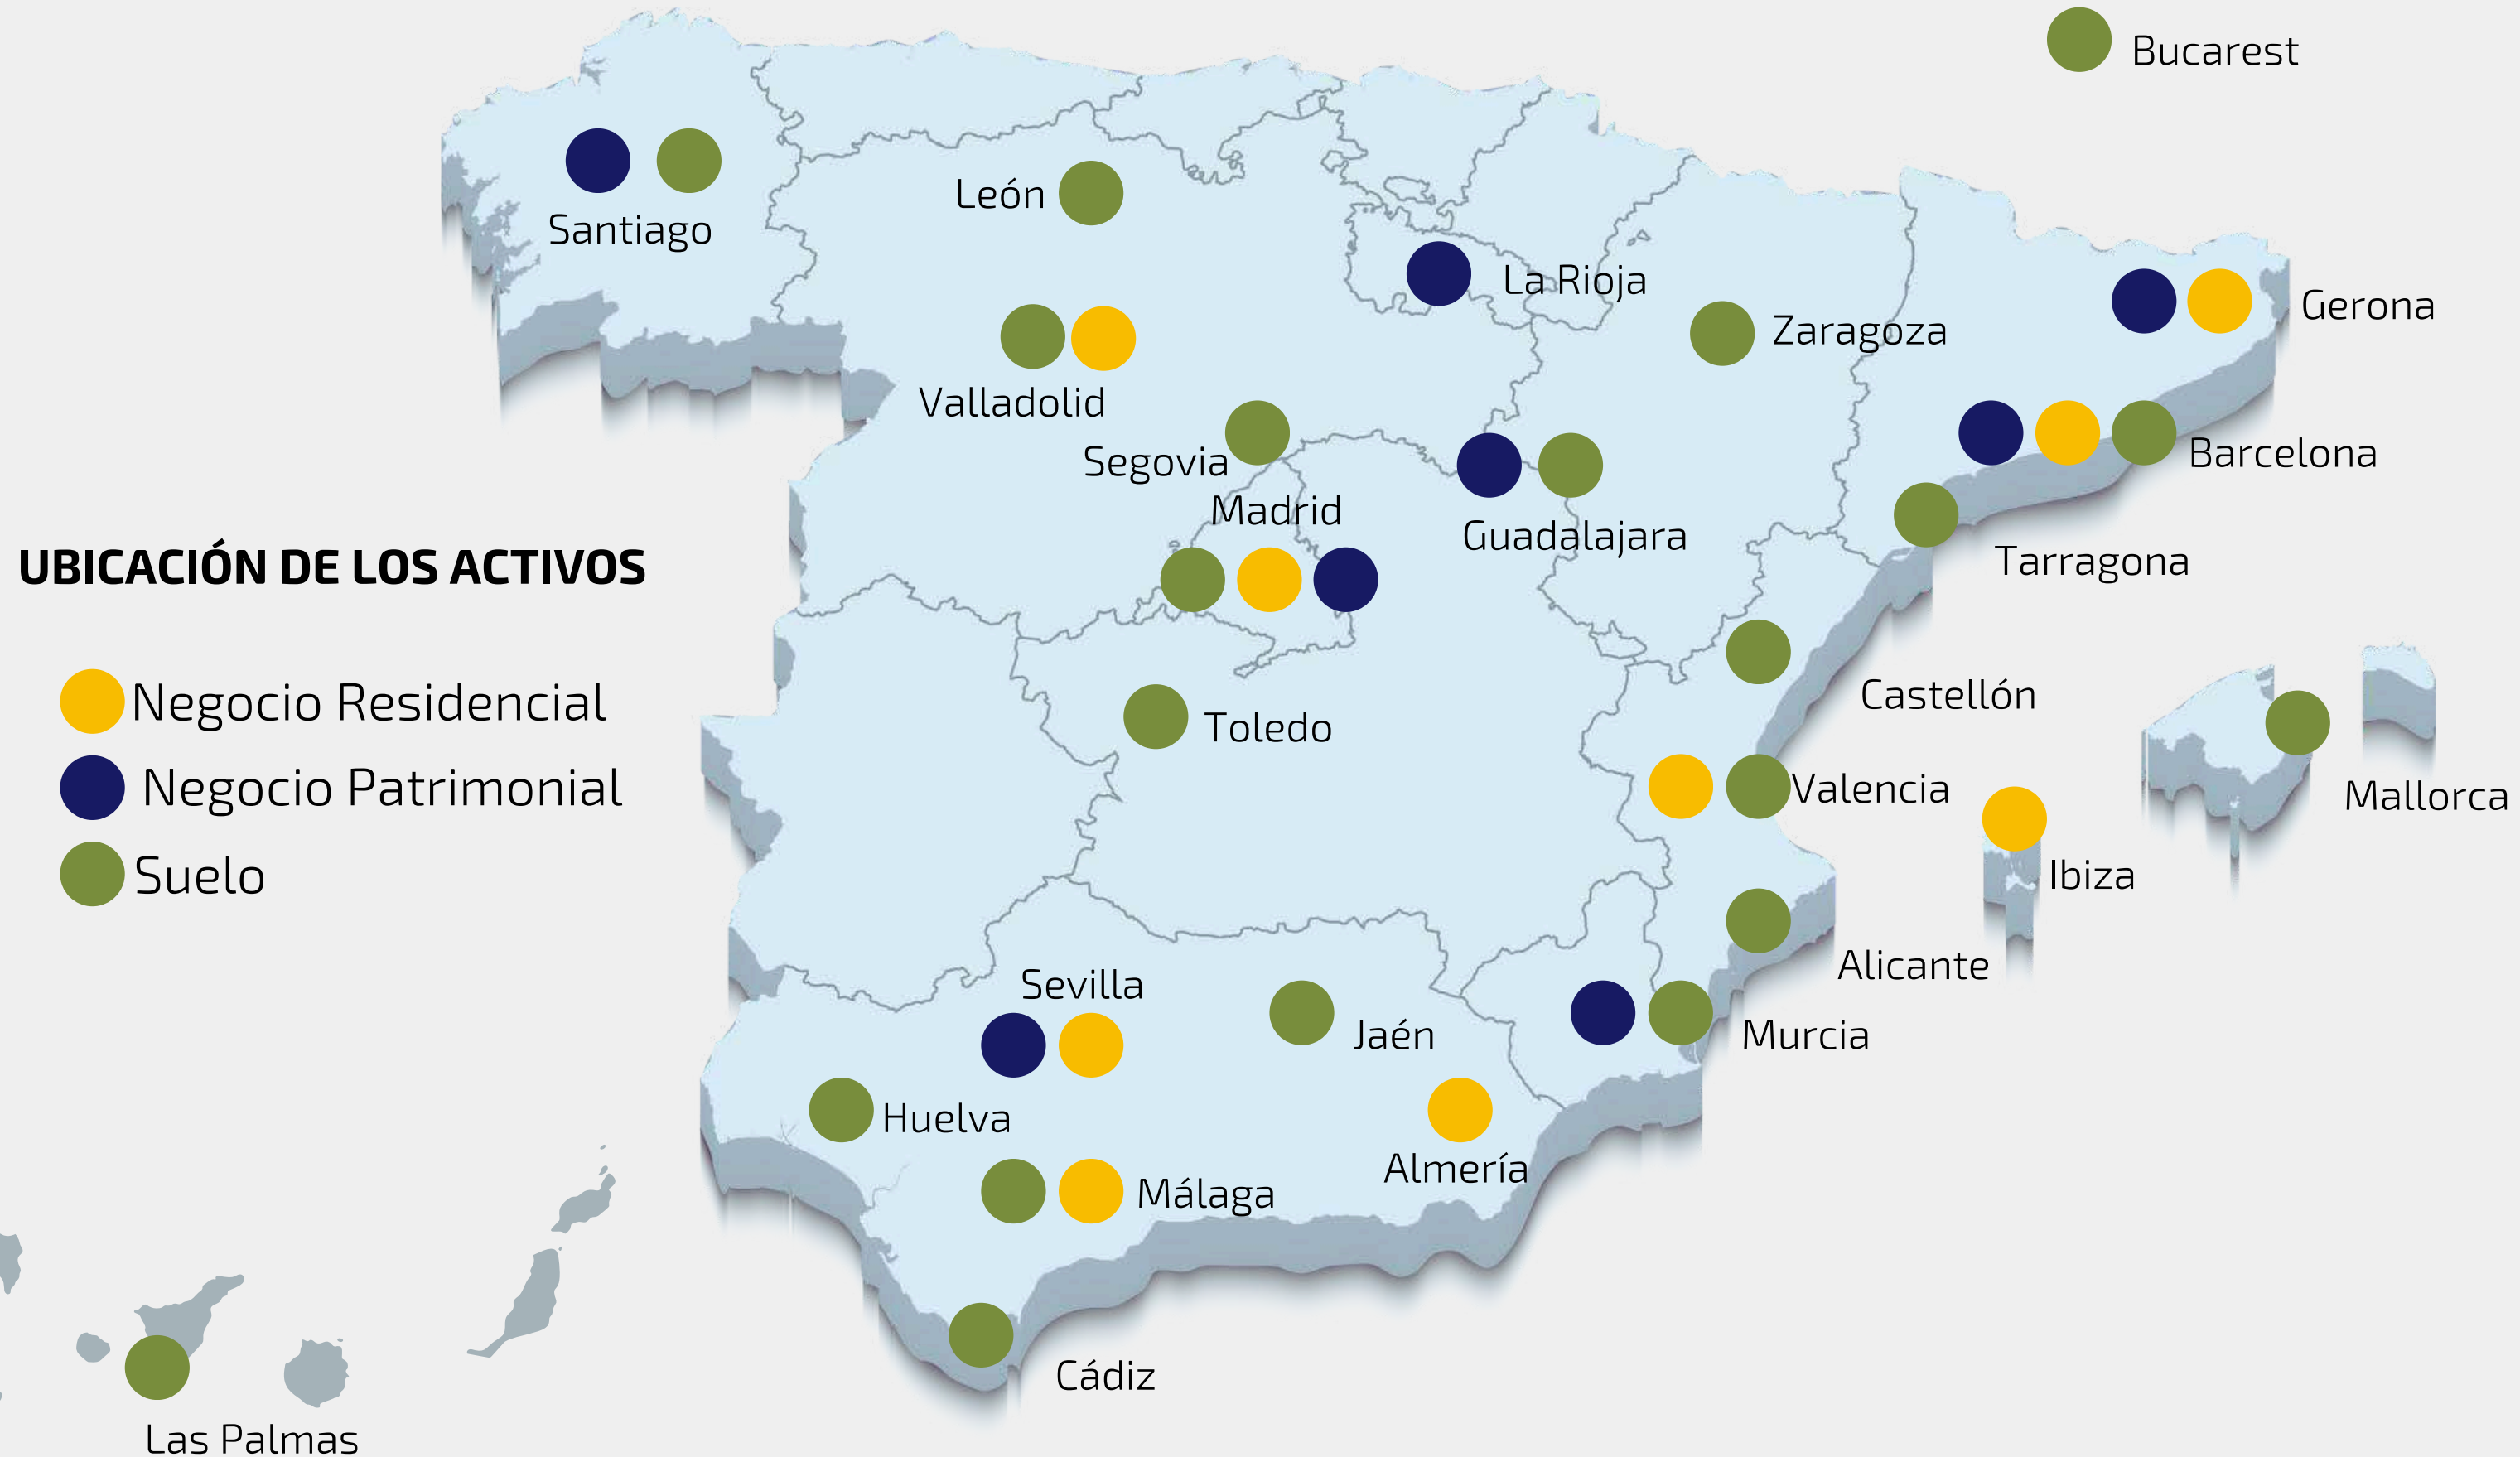 Bucarest
León
Santiago
La Rioja
Gerona
Zaragoza
Valladolid
Segovia
Barcelona
Madrid
Guadalajara
Tarragona
UBICACIÓN DE LOS ACTIVOS
Negocio Residencial
Negocio Patrimonial
Suelo
Castellón
Toledo
Valencia
Mallorca
Ibiza
Alicante
Sevilla
Jaén
Murcia
Huelva
Almería
Málaga
Cádiz
Las Palmas